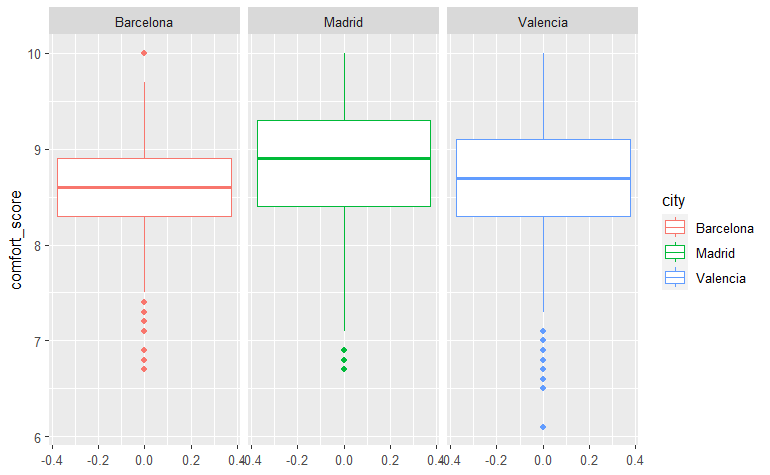 Barcelona Madrid Valencia
10
9
8
7
6
comfort_score
-0.4 -0.2 0.0 0.2 0.4 -0.4 -0.2 0.0 0.2 0.4 -0.4 -0.2 0.0 0.2 0.4
city
Barcelona
Madrid
Valencia